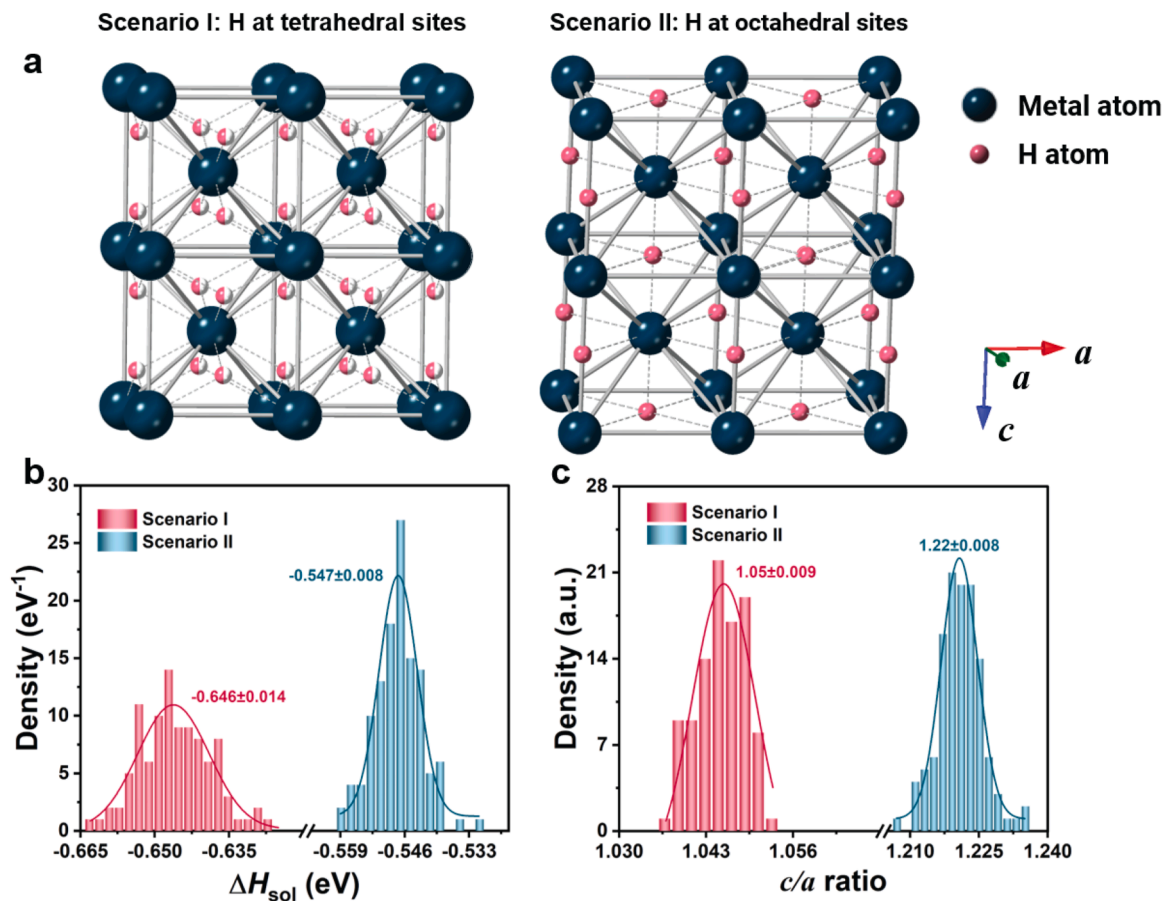 Scenario I: H at tetrahedral sites
Scenario II: H at octahedral sites
a
Metal atom
H atom
a
a
c
b
30
25
20
15
10
5
0
Density (eV⁻¹)
Scenario I
Scenario II
-0.547±0.008
-0.646±0.014
-0.665
-0.650
-0.635
-0.559
-0.546
-0.533
ΔHsol (eV)
c
28
21
14
7
0
Density (a.u.)
Scenario I
Scenario II
1.22±0.008
1.05±0.009
1.030
1.043
1.056
1.210
1.225
1.240
c/a ratio